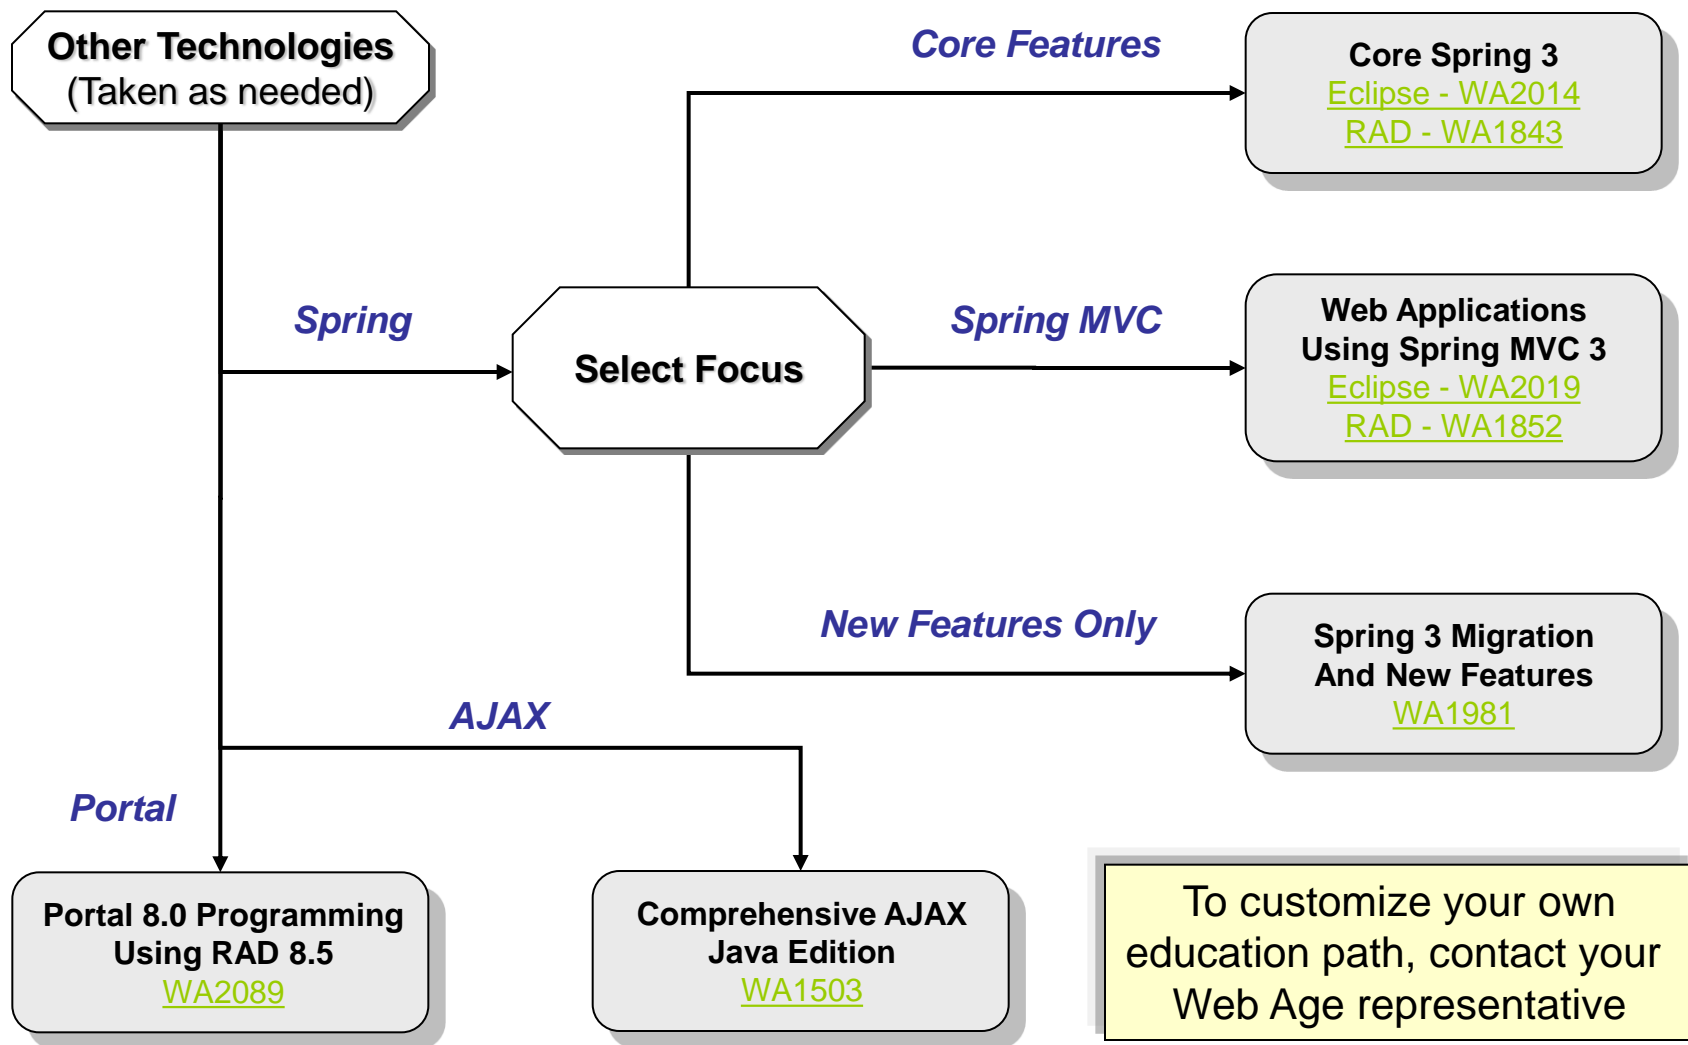 Other Technologies
(Taken as needed)
Core Features
Core Spring 3
Eclipse - WA2014
RAD - WA1843
Spring
Select Focus
Spring MVC
Web Applications
Using Spring MVC 3
Eclipse - WA2019
RAD - WA1852
New Features Only
Spring 3 Migration
And New Features
WA1981
AJAX
Portal
Portal 8.0 Programming
Using RAD 8.5
WA2089
Comprehensive AJAX
Java Edition
WA1503
To customize your own
education path, contact your
Web Age representative